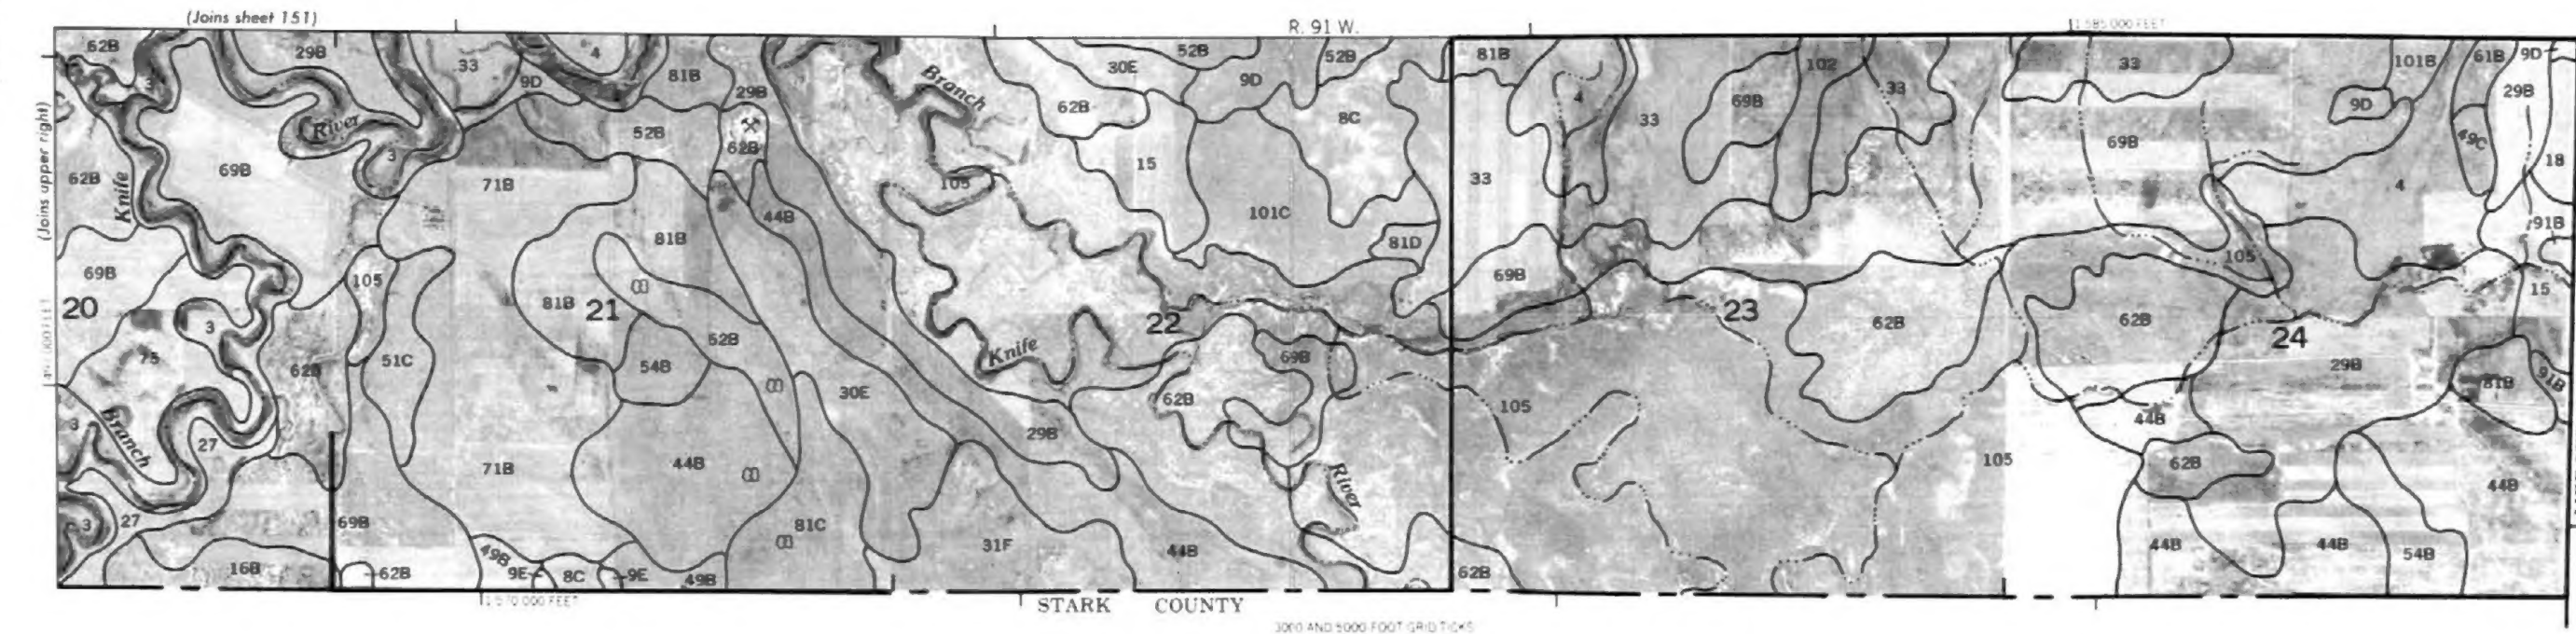 (Joins sheet 151)
R. 91 W.
1 585 000 FEET
62B 3 29B 33 9D 4 81B 29B Branch 30E 52B 9D 52B 81B 4 102 33 33 101B 61B 9D
62B 8C 69B 9D 29B
River 52B 62B 33 69B 49C
(Joins upper right)
62B Knife 69B 3 71B 105 15 33 18
44B 101C 4
81B 81D 91B
69B 105 69B 105
20 3 81B 21 22 23 62B 62B 24 15
75 62B 51C 54B 52B Knife 69B 29B 81B 91B
30E 62B 105 44B
3 Branch 27 29B
71B 44B River 105 62B 44B
3 27 69B 81C
16B 62B 49B 9E 8C 9E 49B 31F 44B 62B 44B 44B 54B
1 570 000 FEET
STARK COUNTY
3000 AND 5000-FOOT GRID TICKS